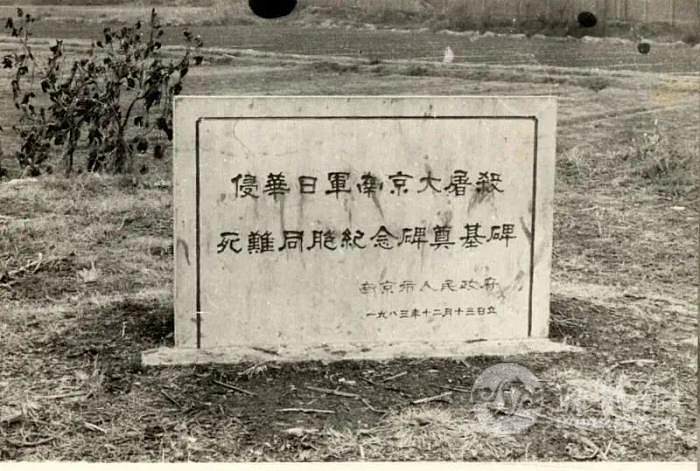 侵華日軍南京大屠殺
死難同胞紀念碑奠基碑
南京市人民政府
一九八三年十二月十三日立